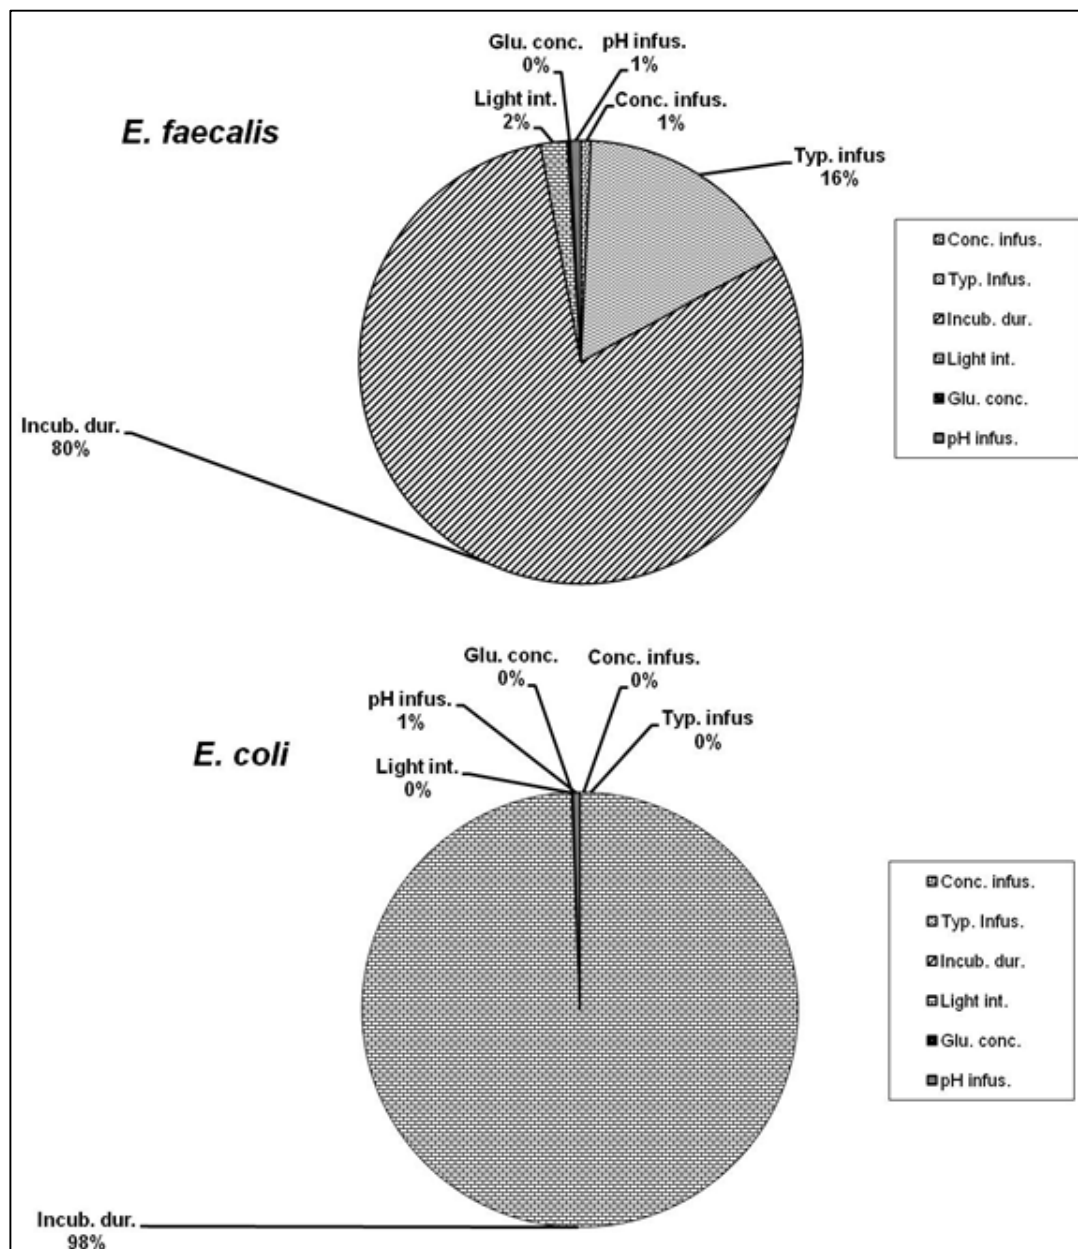 Glu. conc.
0%
pH infus.
1%
Light int.
2%
Conc. infus.
1%
E. faecalis
Typ. infus
16%
Conc. infus.
Typ. Infus.
Incub. dur.
Light int.
Glu. conc.
pH infus.
Incub. dur.
80%
Glu. conc.
0%
Conc. infus.
0%
pH infus.
1%
Typ. infus
0%
E. coli
Light int.
0%
Conc. infus.
Typ. Infus.
Incub. dur.
Light int.
Glu. conc.
pH infus.
Incub. dur.
98%